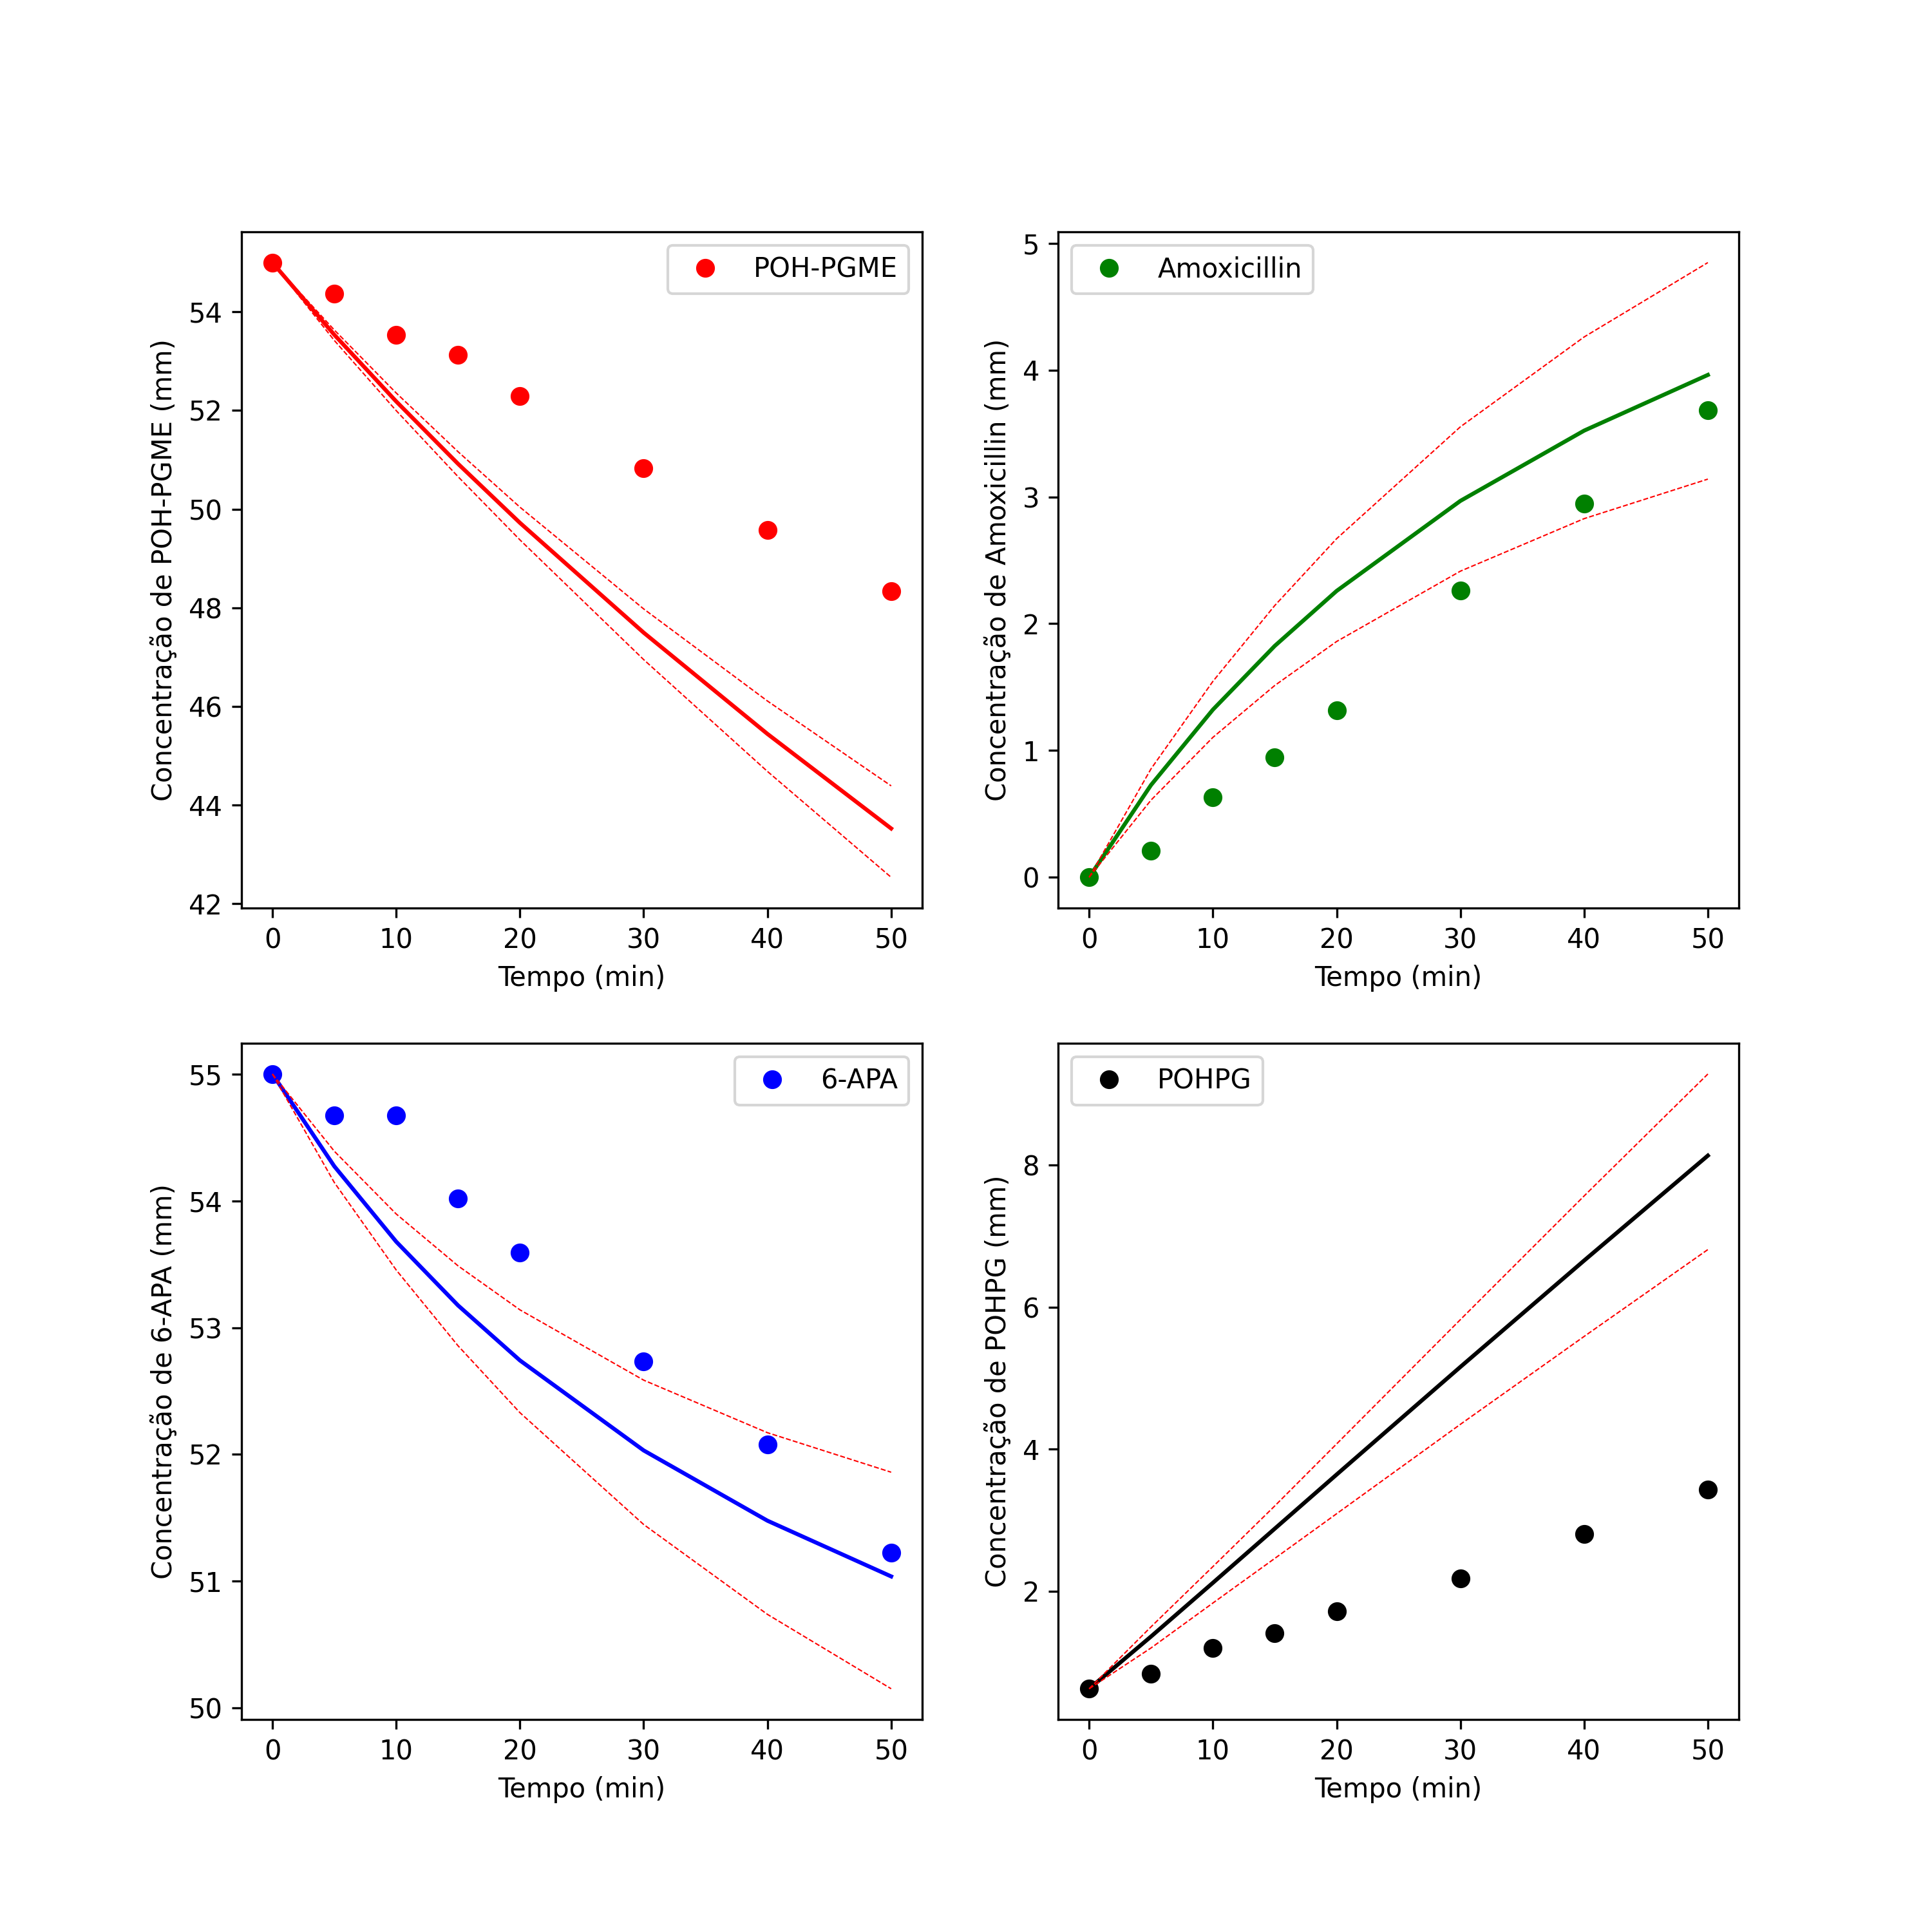 POH-PGME
Concentração de POH-PGME (mm)
54
52
50
48
46
44
42
0 10 20 30 40 50
Tempo (min)
Amoxicillin
Concentração de Amoxicillin (mm)
5
4
3
2
1
0
0 10 20 30 40 50
Tempo (min)
6-APA
Concentração de 6-APA (mm)
55
54
53
52
51
50
0 10 20 30 40 50
Tempo (min)
POHPG
Concentração de POHPG (mm)
8
6
4
2
0 10 20 30 40 50
Tempo (min)